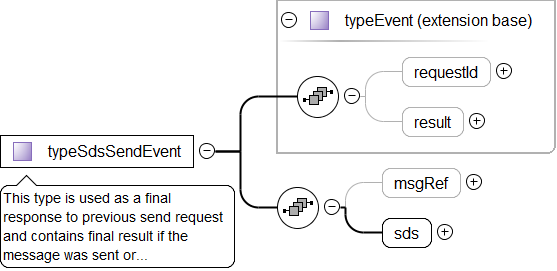 typeEvent (extension base)
requestId
result
typeSdsSendEvent
This type is used as a final
response to previous send request
and contains final result if the
message was sent or...
msgRef
sds